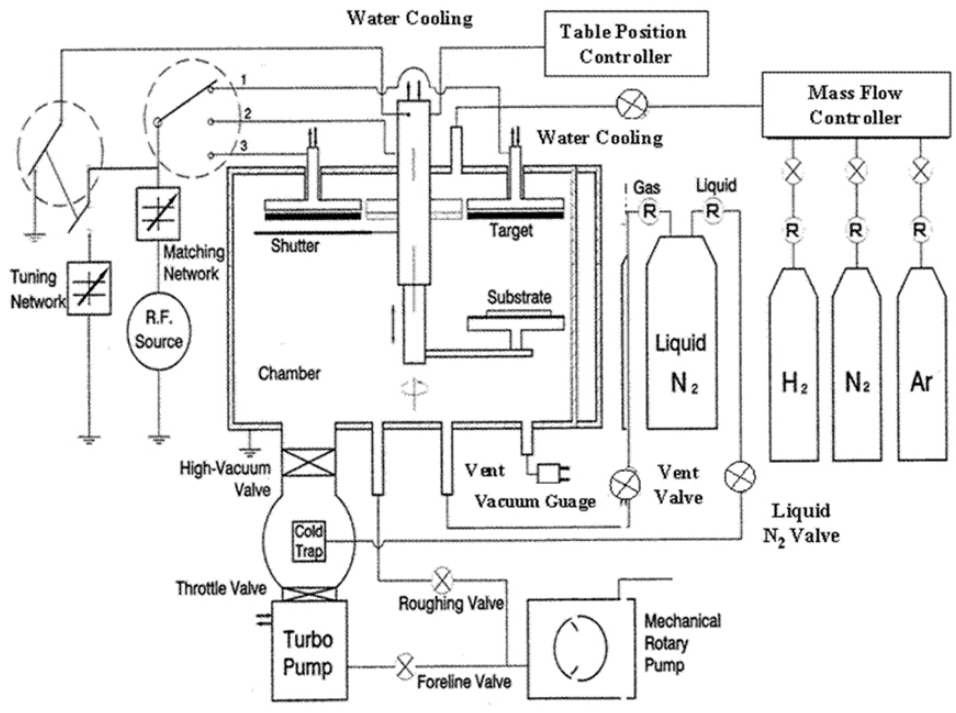 Water Cooling
Table Position
Controller
Mass Flow
Controller
1
2
3
Water Cooling
Gas
Liquid
R
R
R
R
R
Shutter
Target
Matching
Network
Tuning
Network
R.F.
Source
Substrate
Chamber
Liquid
N₂
H₂
N₂
Ar
High-Vacuum
Valve
Vent
Vacuum Guage
Vent
Valve
Liquid
N₂ Valve
Cold
Trap
Throttle Valve
Roughing Valve
Turbo
Pump
Foreline Valve
Mechanical
Rotary
Pump